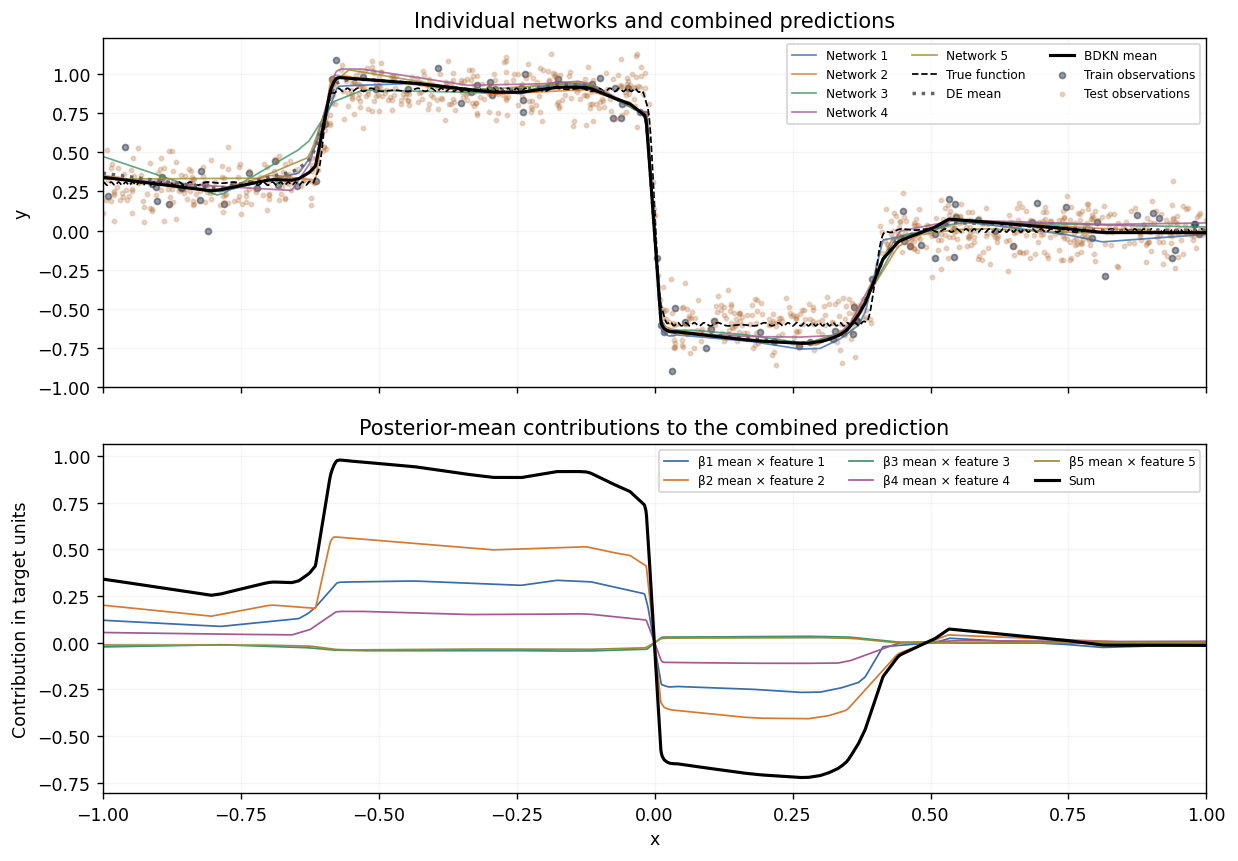 Individual networks and combined predictions
Network 1
Network 2
Network 3
Network 4
Network 5
True function
DE mean
BDKN mean
Train observations
Test observations
y
1.00
0.75
0.50
0.25
0.00
−0.25
−0.50
−0.75
−1.00
Posterior-mean contributions to the combined prediction
β1 mean × feature 1
β2 mean × feature 2
β3 mean × feature 3
β4 mean × feature 4
β5 mean × feature 5
Sum
Contribution in target units
1.00
0.75
0.50
0.25
0.00
−0.25
−0.50
−0.75
−1.00 −0.75 −0.50 −0.25 0.00 0.25 0.50 0.75 1.00
x